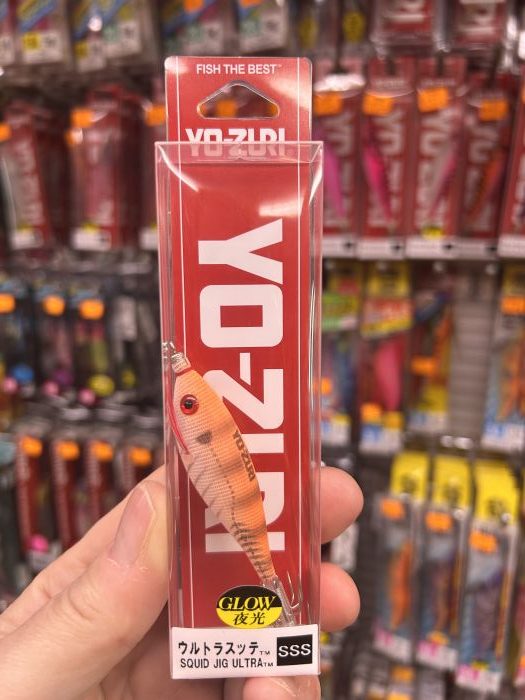 FISH THE BEST™
YO-ZURI
YO-ZURI
YO-ZURI
GLOW
夜光
ウルトラスッテ™
SQUID JIG ULTRA™
SSS